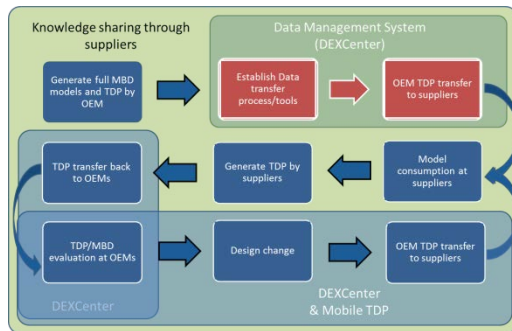 Knowledge sharing through
suppliers
Data Management System
(DEXCenter)
Generate full MBD
models and TDP by
OEM
Establish Data
transfer
process/tools
OEM TDP transfer
to suppliers
TDP transfer back
to OEMs
Generate TDP by
suppliers
Model
consumption at
suppliers
TDP/MBD
evaluation at OEMs
Design change
OEM TDP transfer
to suppliers
DEXCenter
DEXCenter
& Mobile TDP